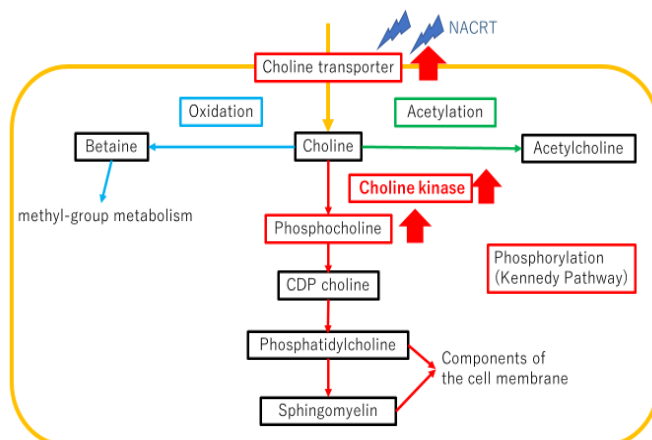 NACRT
Choline transporter
Oxidation
Acetylation
Betaine
Choline
Acetylcholine
Choline kinase
methyl-group metabolism
Phosphocholine
Phosphorylation
(Kennedy Pathway)
CDP choline
Phosphatidylcholine
Components of
the cell membrane
Sphingomyelin